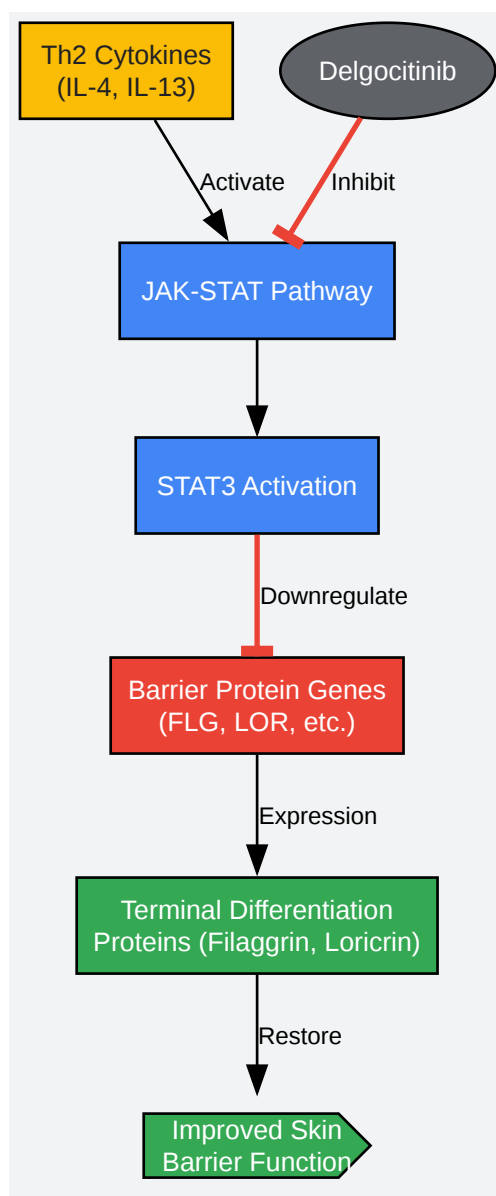 Th2 Cytokines
(IL-4, IL-13)
Delgocitinib
Activate
Inhibit
JAK-STAT Pathway
STAT3 Activation
Downregulate
Barrier Protein Genes
(FLG, LOR, etc.)
Expression
Terminal Differentiation
Proteins (Filaggrin, Loricrin)
Restore
Improved Skin
Barrier Function